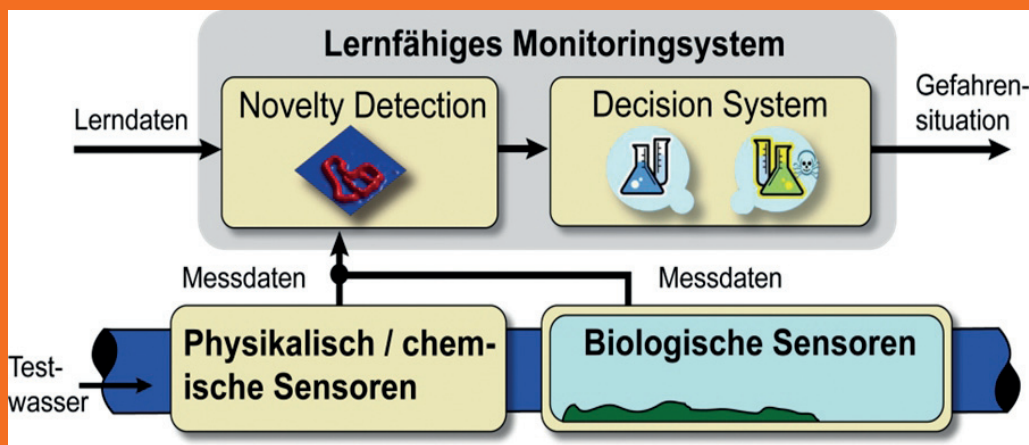 Lernfähiges Monitoringsystem
Lerndaten
Novelty Detection
Decision System
Gefahren-
situation
Messdaten
Messdaten
Test-
wasser
Physikalisch / chem-
ische Sensoren
Biologische Sensoren